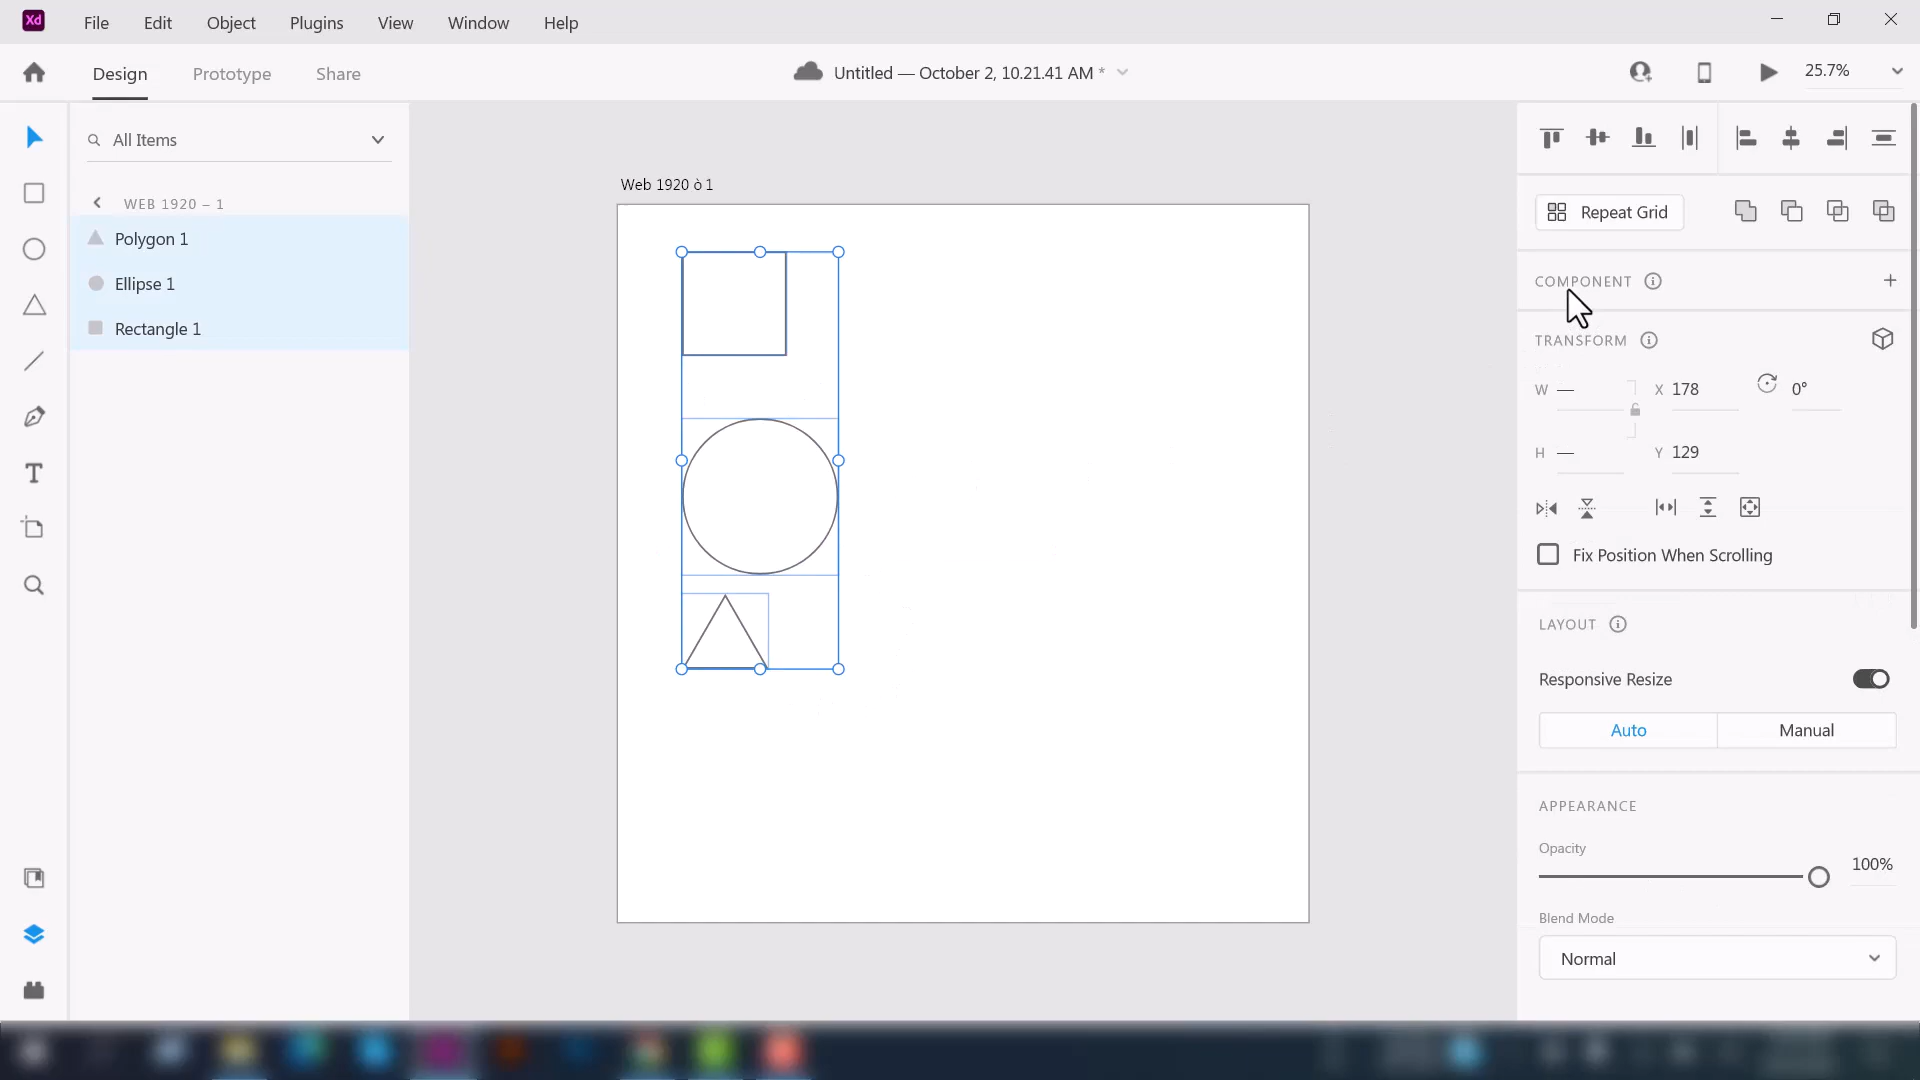 Xd File Edit Object Plugins View Window Help
Design Prototype Share Untitled — October 2, 10.21.41 AM * 25.7%
All Items
WEB 1920 – 1
Polygon 1
Ellipse 1
Rectangle 1
T
Web 1920 ò 1
Repeat Grid
COMPONENT
TRANSFORM
W — X 178 0°
H — Y 129
Fix Position When Scrolling
LAYOUT
Responsive Resize
Auto Manual
APPEARANCE
Opacity
100%
Blend Mode
Normal